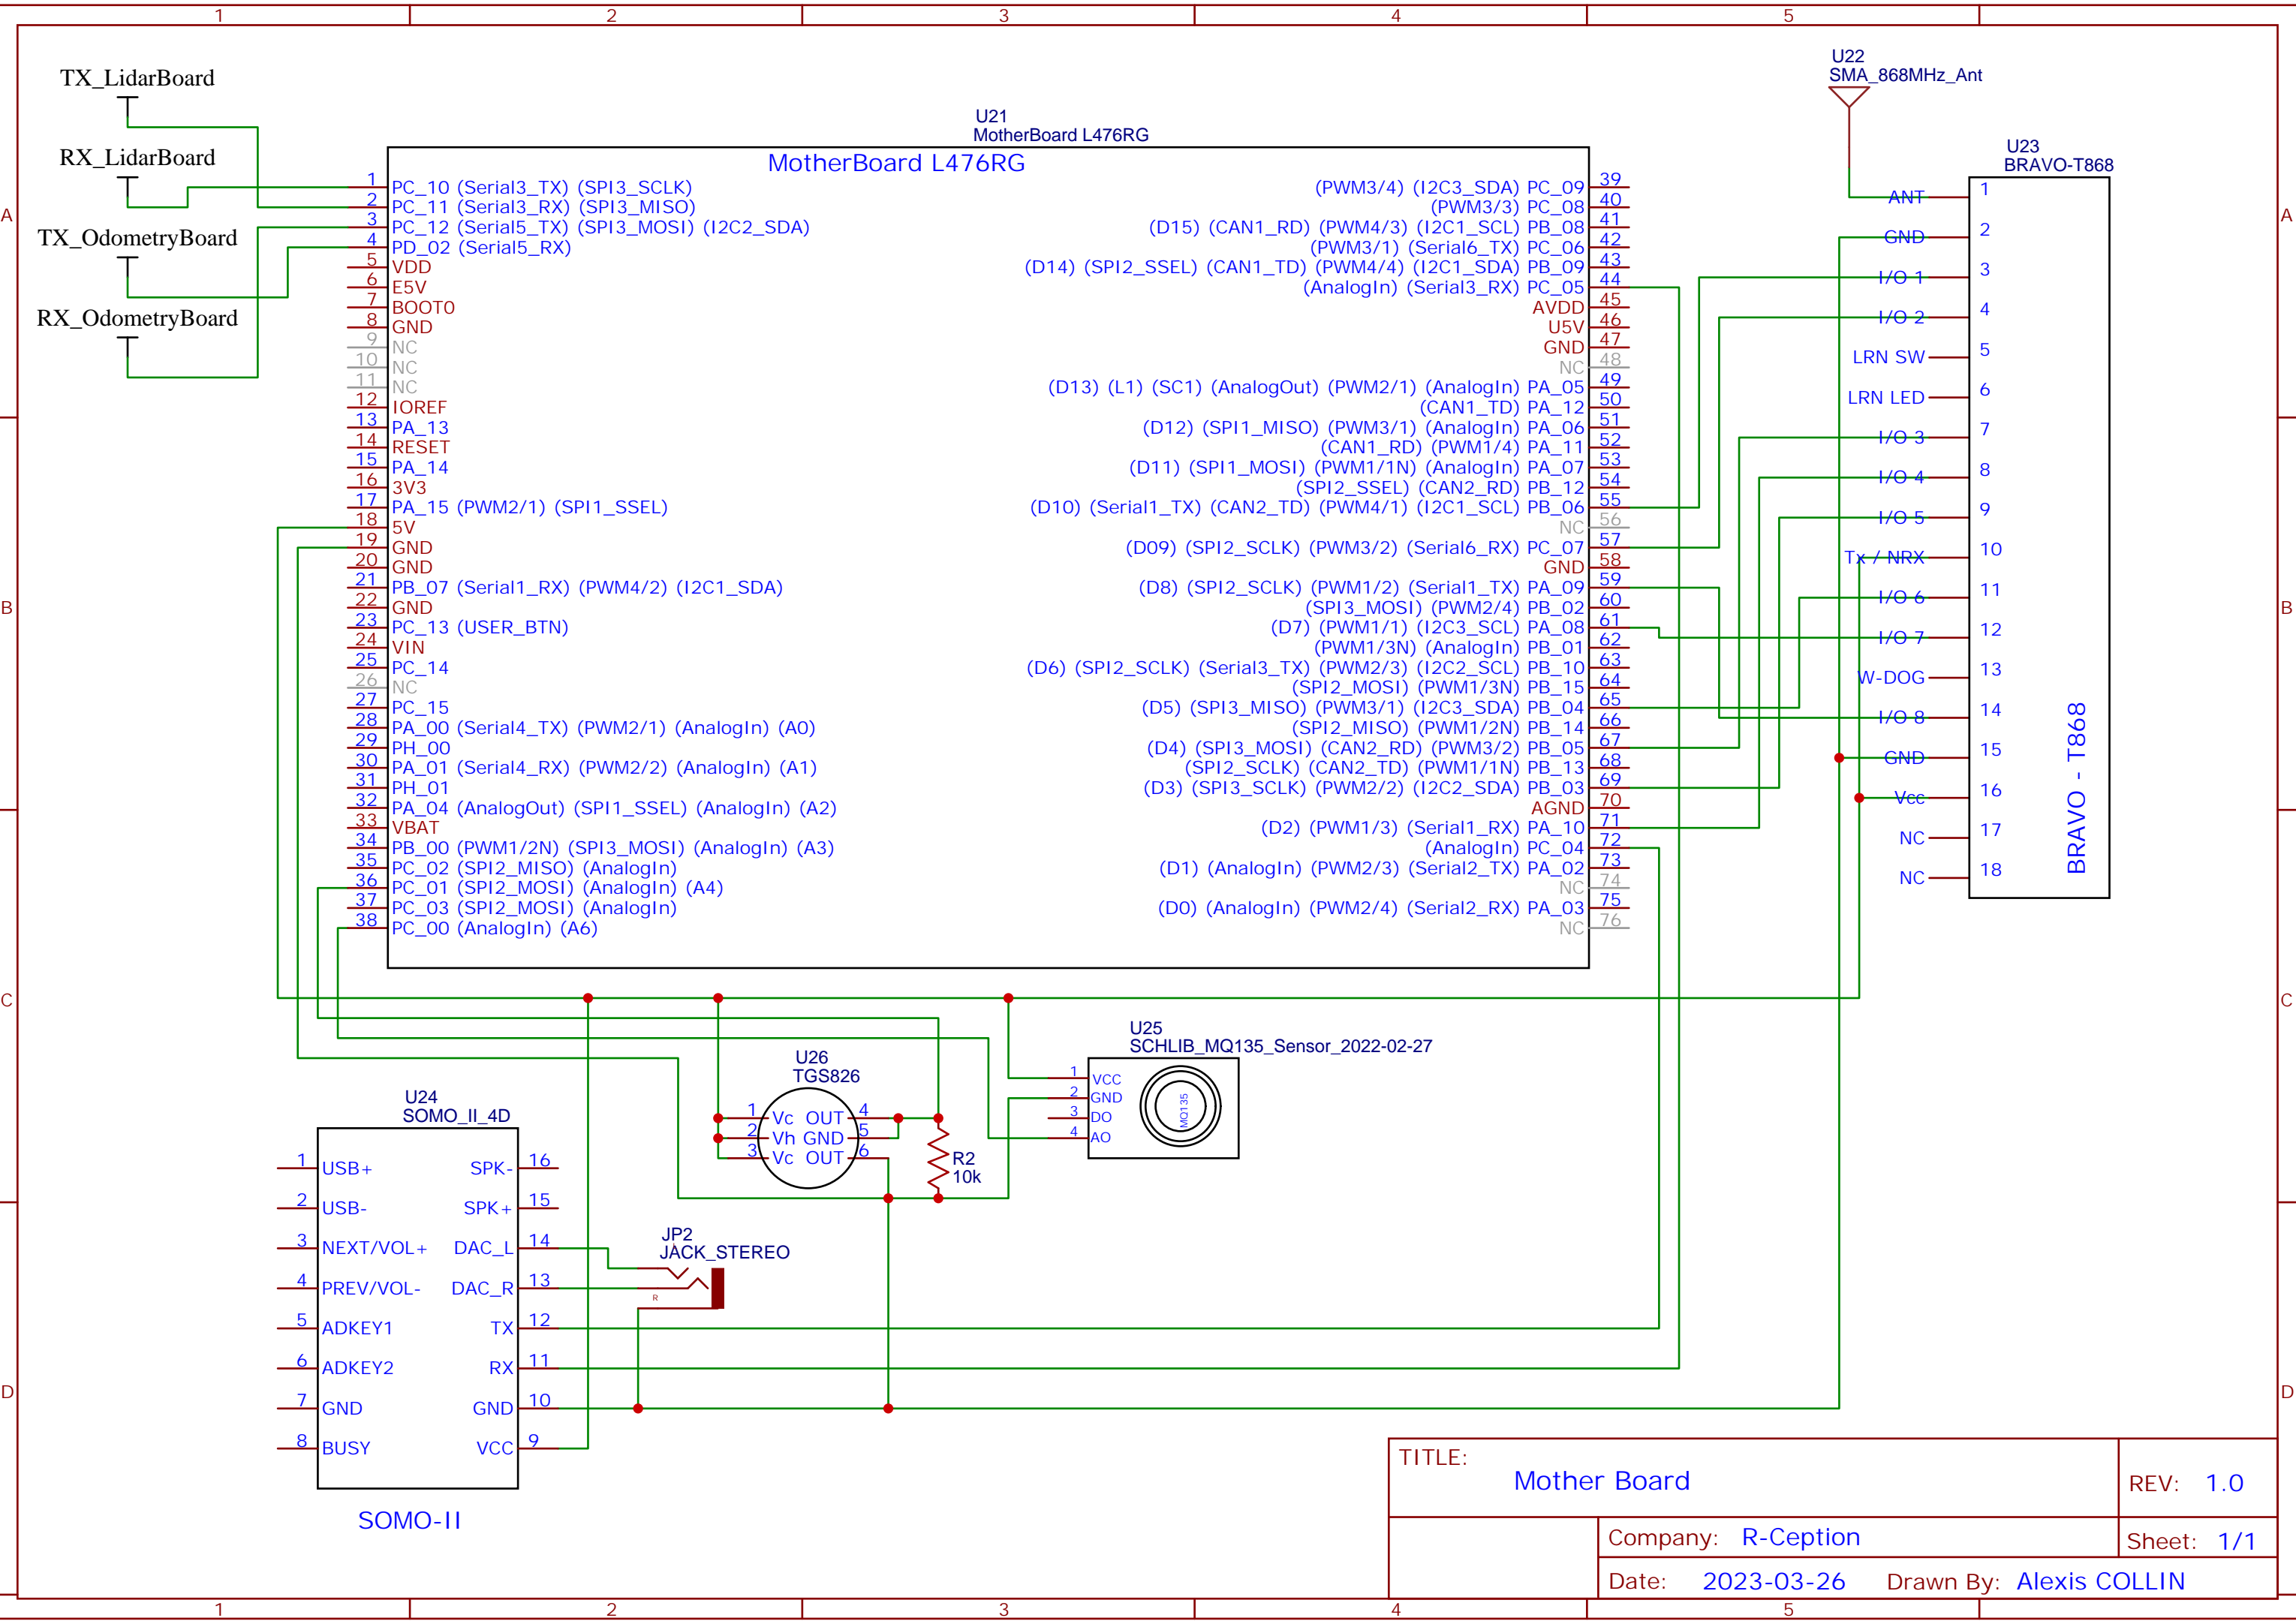 1 2 3 4 5
TX_LidarBoard
RX_LidarBoard
TX_OdometryBoard
RX_OdometryBoard
A
B
C
D
U21
MotherBoard L476RG
MotherBoard L476RG
1 PC_10 (Serial3_TX) (SPI3_SCLK)
2 PC_11 (Serial3_RX) (SPI3_MISO)
3 PC_12 (Serial5_TX) (SPI3_MOSI) (I2C2_SDA)
4 PD_02 (Serial5_RX)
5 VDD
6 E5V
7 BOOT0
8 GND
9 NC
10 NC
11 NC
12 IOREF
13 PA_13
14 RESET
15 PA_14
16 3V3
17 PA_15 (PWM2/1) (SPI1_SSEL)
18 5V
19 GND
20 GND
21 PB_07 (Serial1_RX) (PWM4/2) (I2C1_SDA)
22 GND
23 PC_13 (USER_BTN)
24 VIN
25 PC_14
26 NC
27 PC_15
28 PA_00 (Serial4_TX) (PWM2/1) (AnalogIn) (A0)
29 PH_00
30 PA_01 (Serial4_RX) (PWM2/2) (AnalogIn) (A1)
31 PH_01
32 PA_04 (AnalogOut) (SPI1_SSEL) (AnalogIn) (A2)
33 VBAT
34 PB_00 (PWM1/2N) (SPI3_MOSI) (AnalogIn) (A3)
35 PC_02 (SPI2_MISO) (AnalogIn)
36 PC_01 (SPI2_MOSI) (AnalogIn) (A4)
37 PC_03 (SPI2_MOSI) (AnalogIn)
38 PC_00 (AnalogIn) (A6)
(PWM3/4) (I2C3_SDA) PC_09 39
(PWM3/3) PC_08 40
(D15) (CAN1_RD) (PWM4/3) (I2C1_SCL) PB_08 41
(PWM3/1) (Serial6_TX) PC_06 42
(D14) (SPI2_SSEL) (CAN1_TD) (PWM4/4) (I2C1_SDA) PB_09 43
(AnalogIn) (Serial3_RX) PC_05 44
AVDD 45
U5V 46
GND 47
NC 48
(D13) (L1) (SC1) (AnalogOut) (PWM2/1) (AnalogIn) PA_05 49
(CAN1_TD) PA_12 50
(D12) (SPI1_MISO) (PWM3/1) (AnalogIn) PA_06 51
(CAN1_RD) (PWM1/4) PA_11 52
(D11) (SPI1_MOSI) (PWM1/1N) (AnalogIn) PA_07 53
(SPI2_SSEL) (CAN2_RD) PB_12 54
(D10) (Serial1_TX) (CAN2_TD) (PWM4/1) (I2C1_SCL) PB_06 55
NC 56
(D09) (SPI2_SCLK) (PWM3/2) (Serial6_RX) PC_07 57
GND 58
(D8) (SPI2_SCLK) (PWM1/2) (Serial1_TX) PA_09 59
(SPI3_MOSI) (PWM2/4) PB_02 60
(D7) (PWM1/1) (I2C3_SCL) PA_08 61
(PWM1/3N) (AnalogIn) PB_01 62
(D6) (SPI2_SCLK) (Serial3_TX) (PWM2/3) (I2C2_SCL) PB_10 63
(SPI2_MOSI) (PWM1/3N) PB_15 64
(D5) (SPI3_MISO) (PWM3/1) (I2C3_SDA) PB_04 65
(SPI2_MISO) (PWM1/2N) PB_14 66
(D4) (SPI3_MOSI) (CAN2_RD) (PWM3/2) PB_05 67
(SPI2_SCLK) (CAN2_TD) (PWM1/1N) PB_13 68
(D3) (SPI3_SCLK) (PWM2/2) (I2C2_SDA) PB_03 69
AGND 70
(D2) (PWM1/3) (Serial1_RX) PA_10 71
(AnalogIn) PC_04 72
(D1) (AnalogIn) (PWM2/3) (Serial2_TX) PA_02 73
NC 74
(D0) (AnalogIn) (PWM2/4) (Serial2_RX) PA_03 75
NC 76
U22
SMA_868MHz_Ant
U23
BRAVO-T868
ANT 1
GND 2
I/O 1 3
I/O 2 4
LRN SW 5
LRN LED 6
I/O 3 7
I/O 4 8
I/O 5 9
Tx / NRX 10
I/O 6 11
I/O 7 12
W-DOG 13
I/O 8 14
GND 15
Vcc 16
NC 17
NC 18
BRAVO - T868
A
B
C
D
U25
SCHLIB_MQ135_Sensor_2022-02-27
1 VCC
2 GND
3 DO
4 AO
MQ135
U26
TGS826
1 Vc OUT 4
2 Vh GND 5
3 Vc OUT 6
R2
10k
U24
SOMO_II_4D
1 USB+ SPK- 16
2 USB- SPK+ 15
3 NEXT/VOL+ DAC_L 14
4 PREV/VOL- DAC_R 13
5 ADKEY1 TX 12
6 ADKEY2 RX 11
7 GND GND 10
8 BUSY VCC 9
SOMO-II
JP2
JACK_STEREO
R
TITLE:
Mother Board
REV: 1.0
Company: R-Ception
Sheet: 1/1
Date: 2023-03-26 Drawn By: Alexis COLLIN
1 2 3 4 5